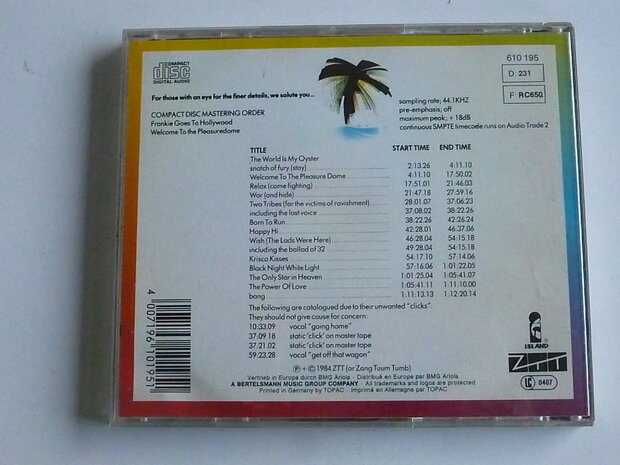 COMPACT
disc
DIGITAL AUDIO
610 195
D: 231
F RC650
For those with an eye for the finer details, we salute you...
COMPACT DISC MASTERING ORDER
Frankie Goes To Hollywood
Welcome To the Pleasuredome
sampling rate; 44.1KHZ
pre-emphasis; off
maximum peak; + 18dB
continuous SMPTE timecode runs on Audio Trade 2
TITLE START TIME END TIME
The World Is My Oyster
snatch of fury (stay) 2:13.26 4:11.10
Welcome To The Pleasure Dome 4:11.10 17:50.02
Relax (come fighting) 17:51.01 21:46.03
War (and hide) 21:47.18 27:59.16
Two Tribes (for the victims of ravishment) 28:01.07 37:06.23
including the last voice 37:08.02 38:22.26
Born To Run 38:22.26 42:26.24
Happy Hi 42:28.01 46:37.06
Wish (The Lads Were Here) 46:28.04 54:15.18
including the ballad of 32 49:28.04 54:15.18
Krisco Kisses 54:17.10 57:14.06
Black Night White Light 57:16.06 1:01:22.05
The Only Star in Heaven 1:01:25.04 1:05:41.07
The Power Of Love 1:05:41.11 1:11:10.00
bang 1:11:13.13 1:12:20.14
The following are catalogued due to their unwanted "clicks".
They should not give cause for concern:
10:33.09 vocal "going home"
37:09.18 static 'click' on master tape
37:21.02 static 'click' on master tape
59:23.28 vocal "get off that wagon"
4 007196 101951
ISLAND
ZTT
LC 0407
Ⓟ + © 1984 ZTT (or Zang Tuum Tumb)
Vertrieb in Europa durch BMG Ariola · Distribué en Europe par BMG Ariola
A BERTELSMANN MUSIC GROUP COMPANY All trademarks and logos are protected
Printed in Germany by TOPAC · Imprimé en Allemagne par TOPAC